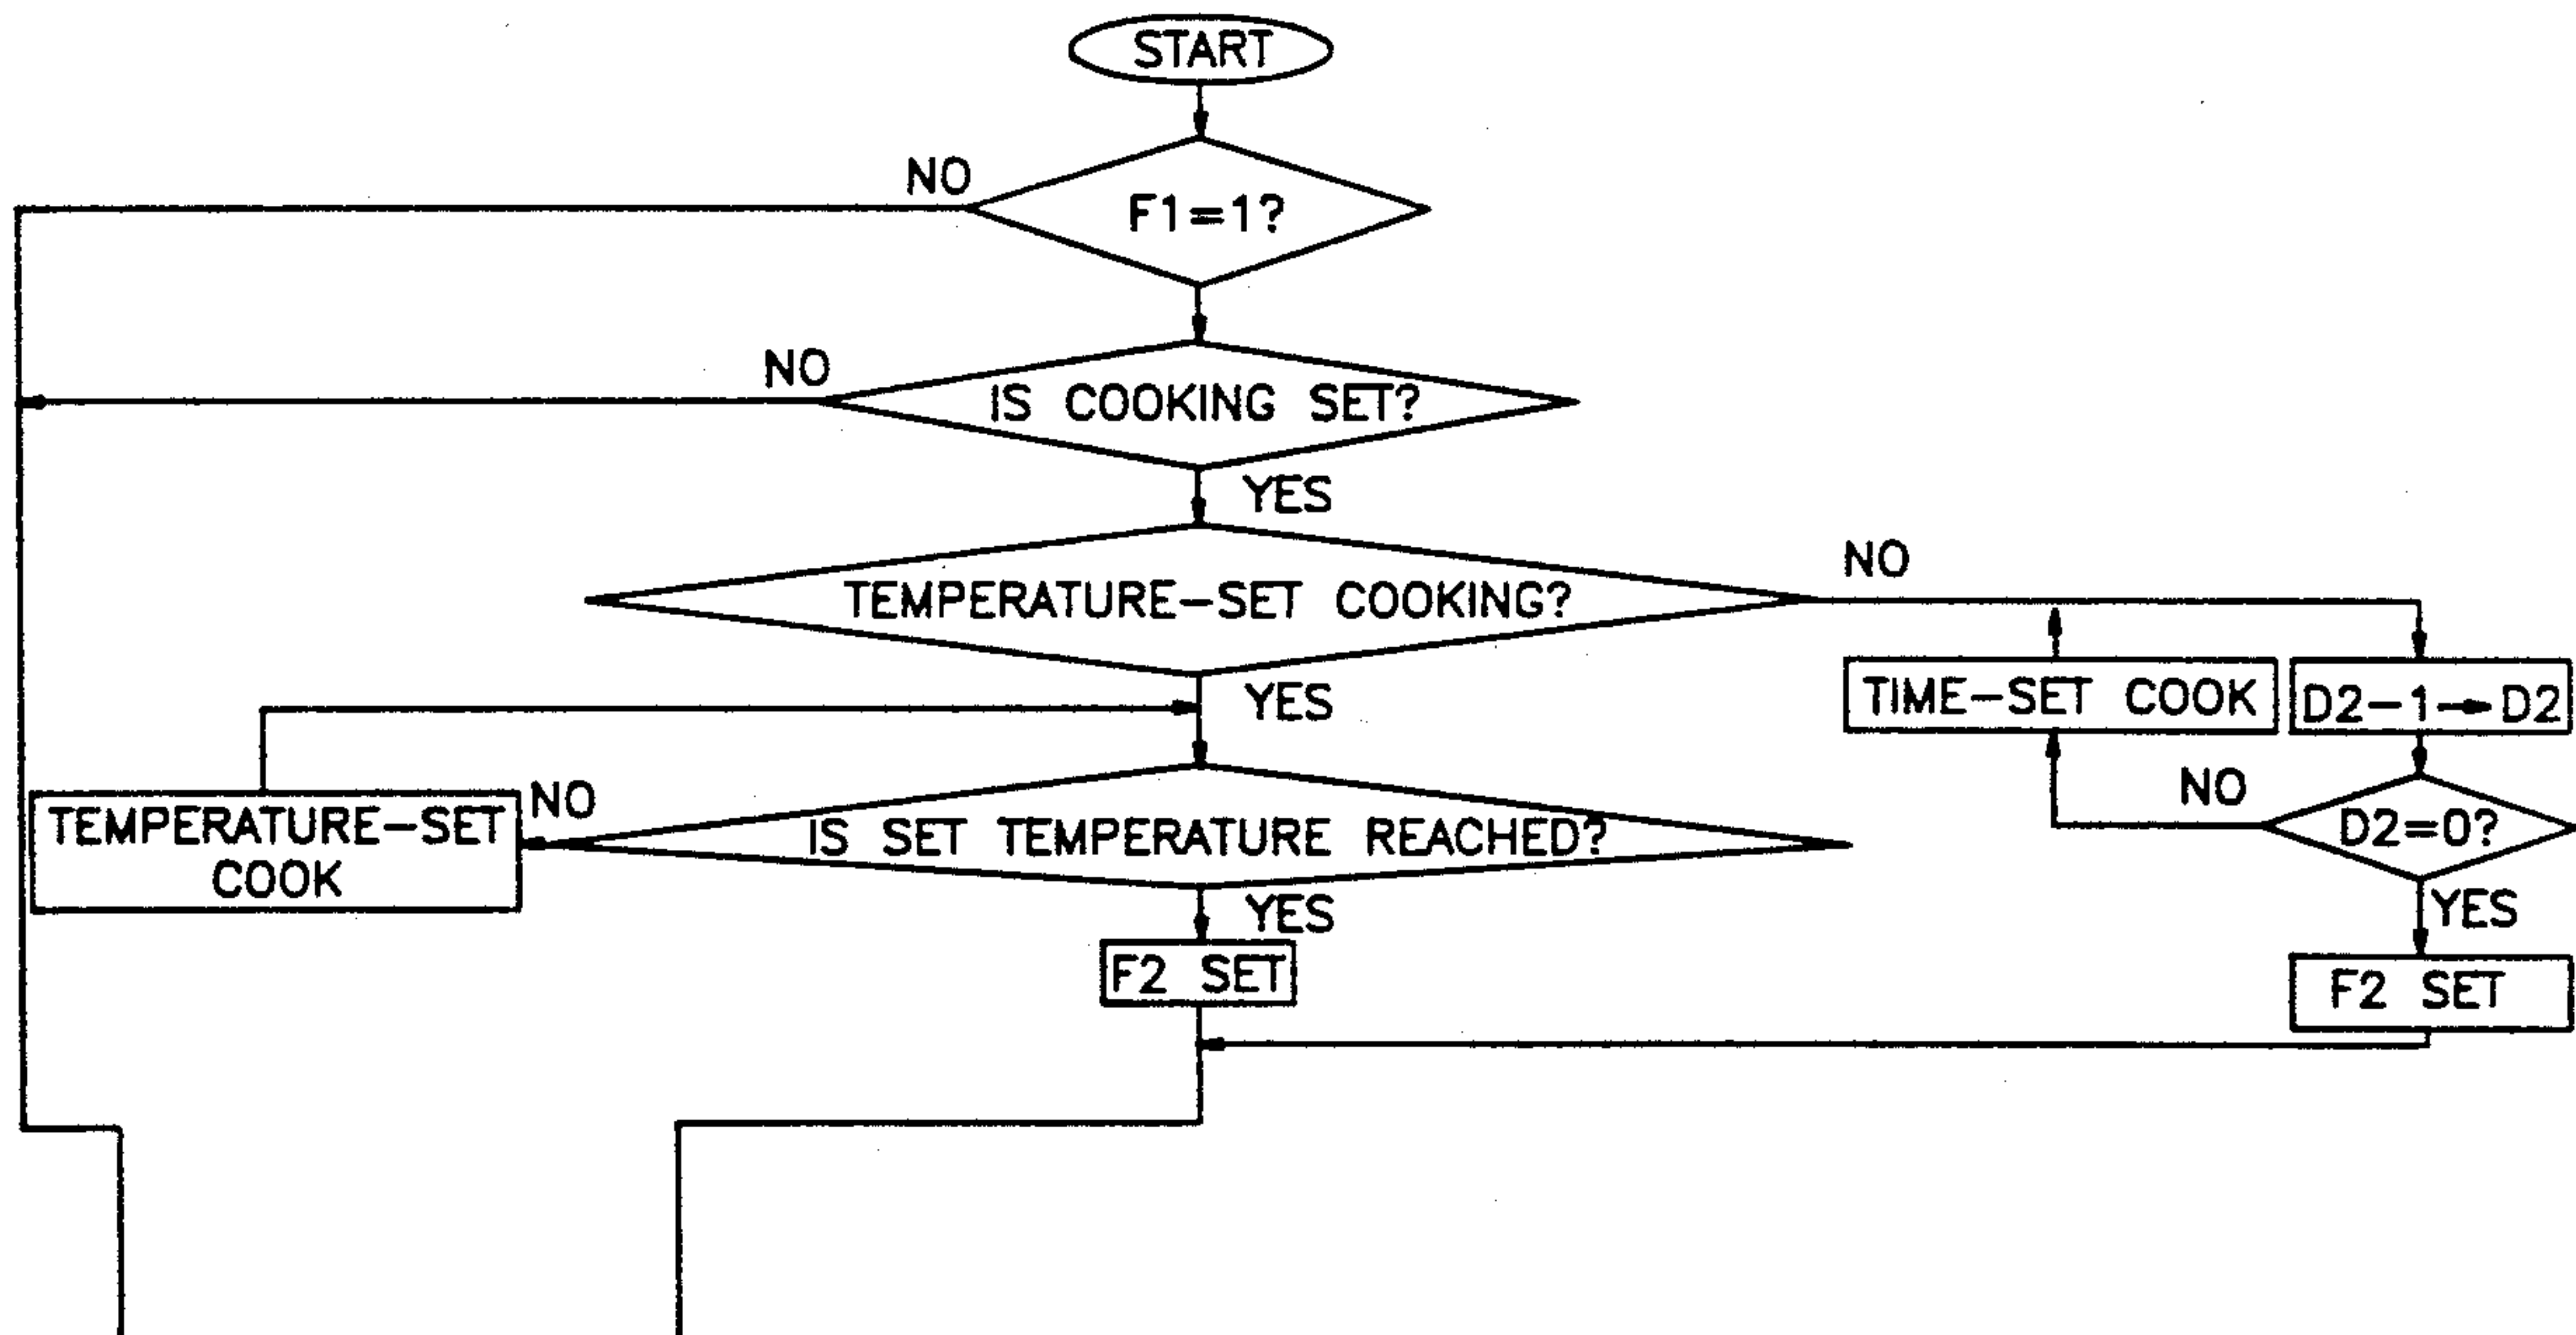 START
NO
F1=1?
NO
IS COOKING SET?
YES
NO
TEMPERATURE-SET COOKING?
YES
TIME-SET COOK
D2-1→D2
NO
TEMPERATURE-SET
COOK
IS SET TEMPERATURE REACHED?
NO
D2=0?
YES
YES
F2 SET
F2 SET